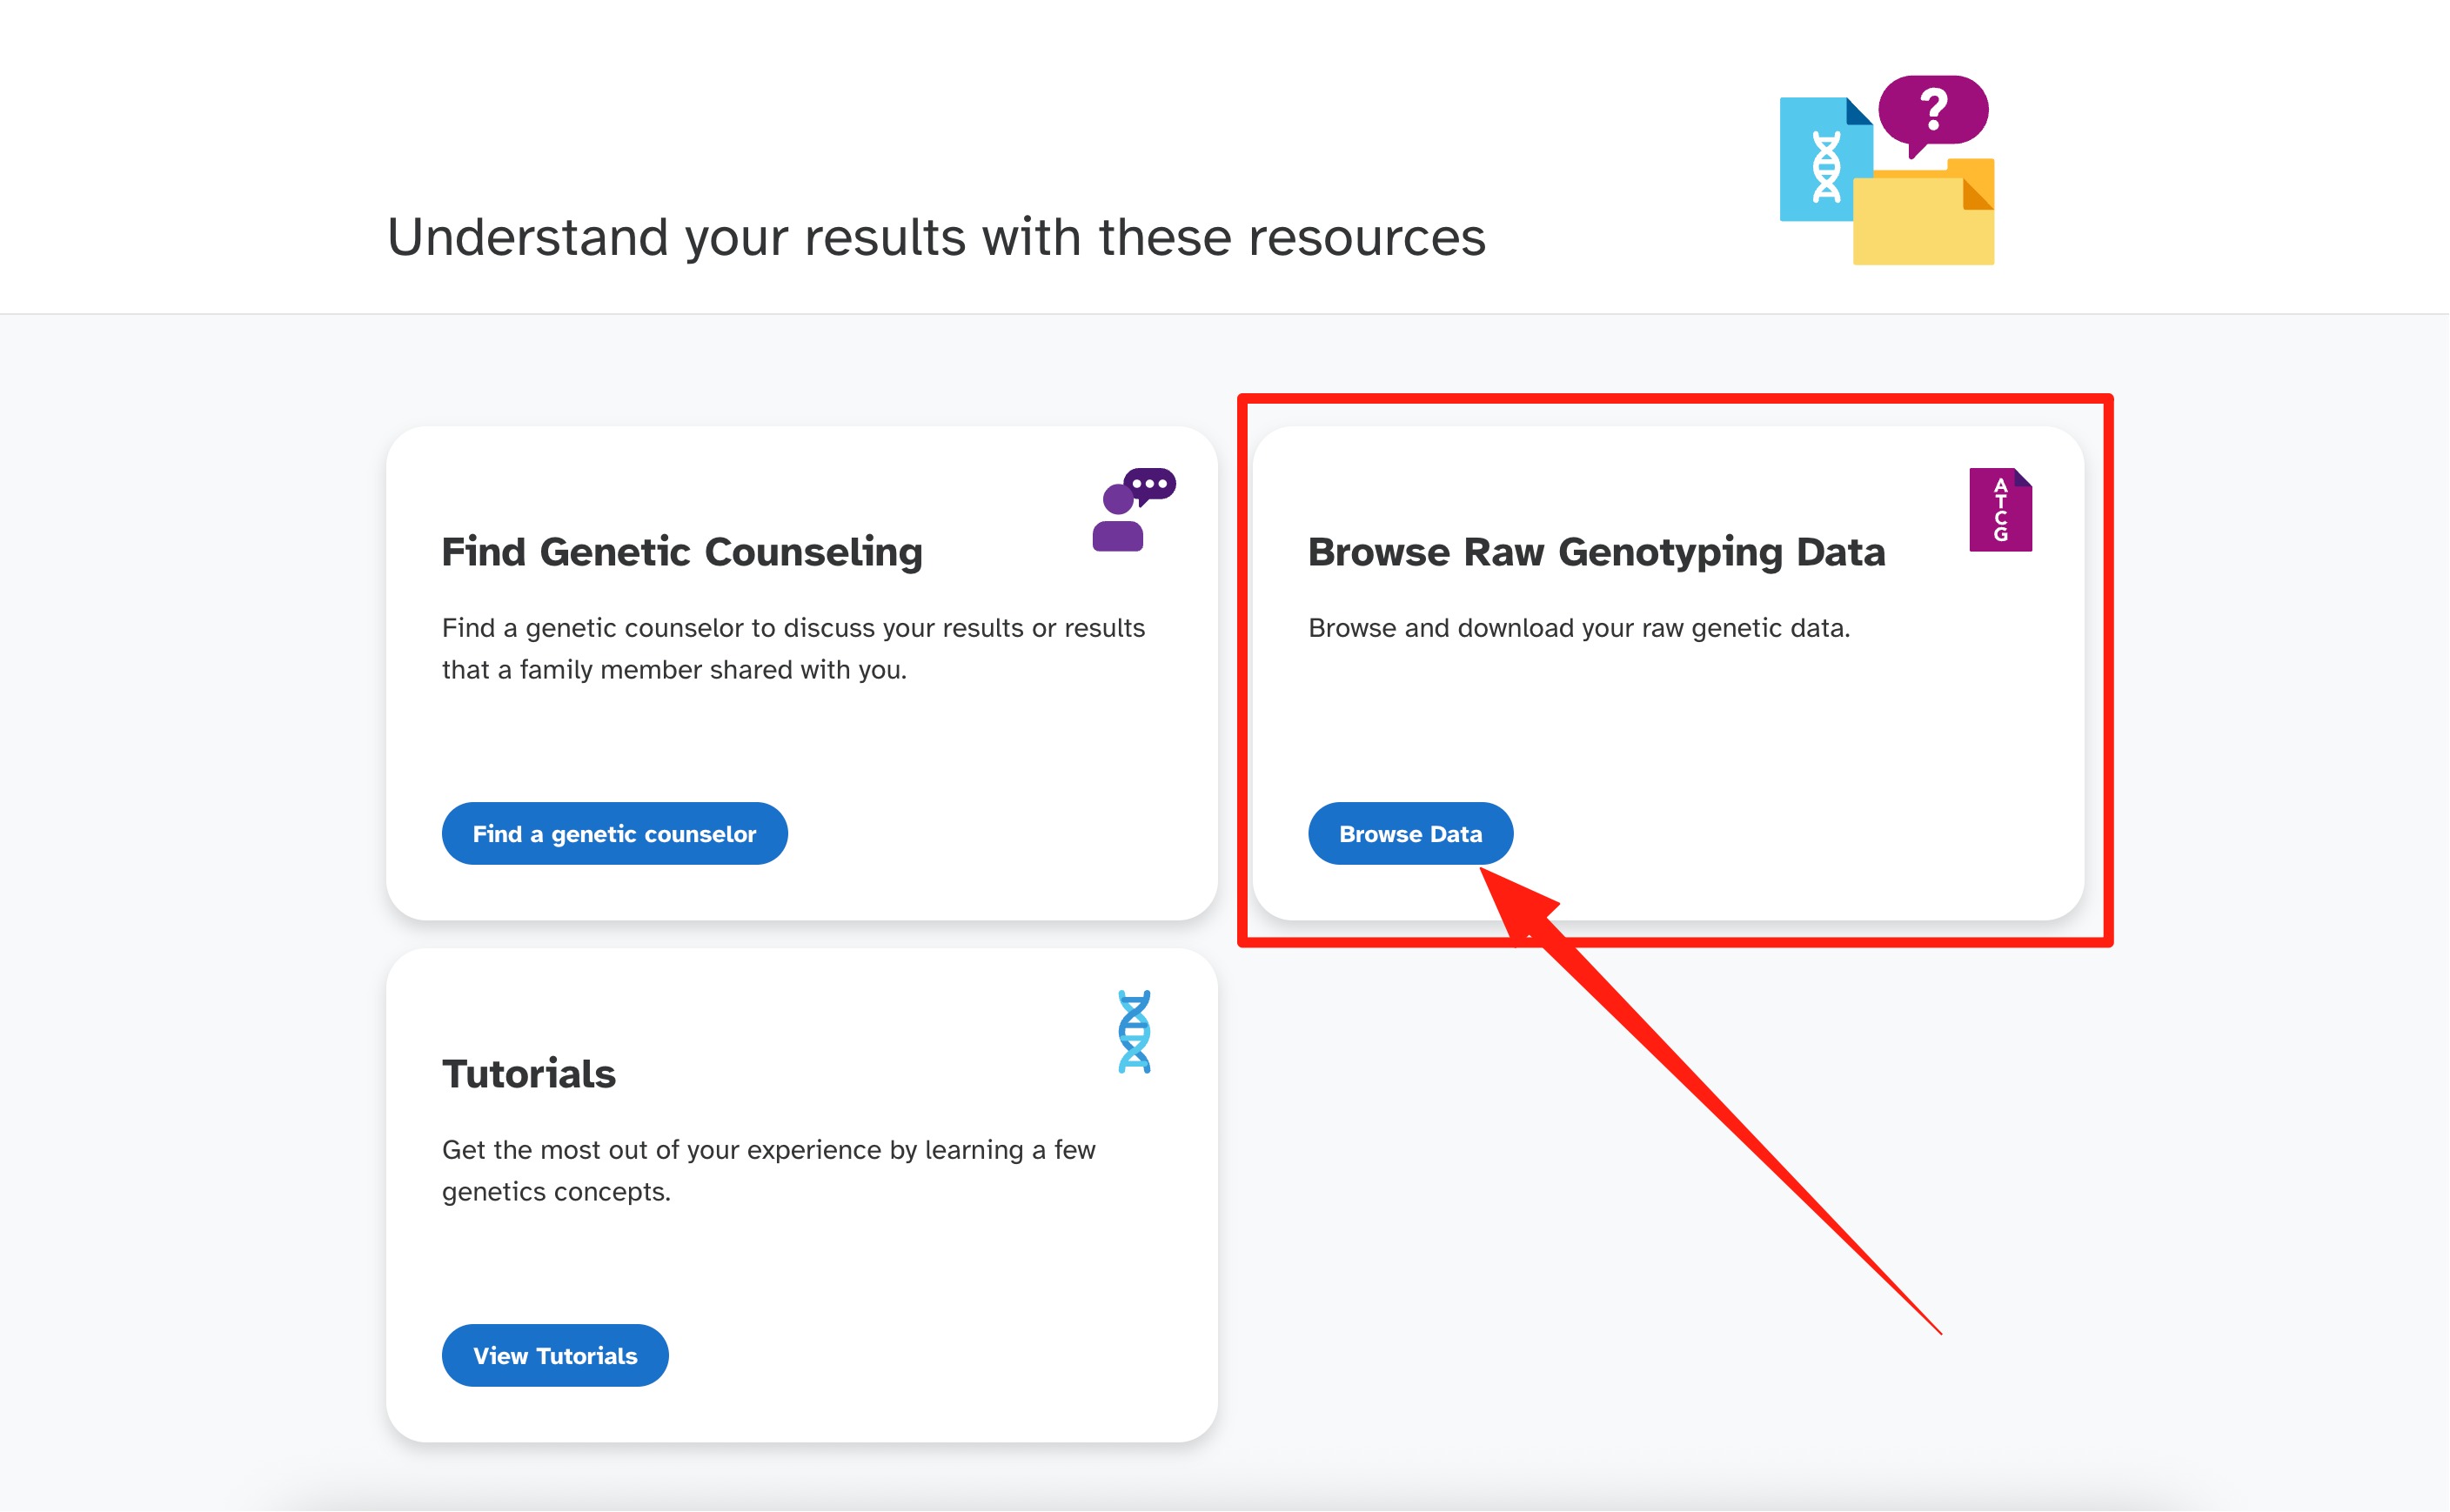 ?
Understand your results with these resources
Find Genetic Counseling
Find a genetic counselor to discuss your results or results
that a family member shared with you.
Find a genetic counselor
A
T
C
G
Browse Raw Genotyping Data
Browse and download your raw genetic data.
Browse Data
Tutorials
Get the most out of your experience by learning a few
genetics concepts.
View Tutorials